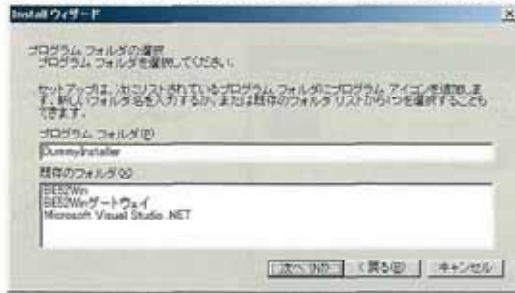 Install ウィザード
プログラム フォルダの選択
プログラム フォルダを選択してください。
セットアップは、次にリストされているプログラム フォルダにプログラム アイコンを追加しま
す。新しいフォルダ名を入力するか、または既存のフォルダ リストから1つを選択することも
できます。
プログラム フォルダ(P)
DummyInstaller
既存のフォルダ(X)
BE52Win
BE52Winゲートウェイ
Microsoft Visual Studio .NET
次へ(N)> < 戻る(B) キャンセル